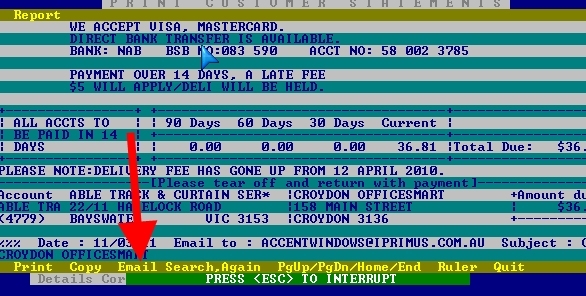 PRINT CUSTOMER STATEMENTS
Report
WE ACCEPT VISA, MASTERCARD.
DIRECT BANK TRANSFER IS AVAILABLE.
BANK: NAB BSB NO:083 590 ACCT NO: 58 002 3785
PAYMENT OVER 14 DAYS, A LATE FEE
$5 WILL APPLY/DELI WILL BE HELD.
ALL ACCTS TO 90 Days 60 Days 30 Days Current
BE PAID IN 14
DAYS 0.00 0.00 0.00 36.81 Total Due: $36.
PLEASE NOTE:DELIVERY FEE HAS GONE UP FROM 12 APRIL 2010.
[Please tear off and return with payment]
Account ABLE TRACK & CURTAIN SER* CROYDON OFFICESMART +Amount du
ABLE TRA 22/11 HAVELOCK ROAD 158 MAIN STREET $36.
(4779) BAYSWATER VIC 3153 CROYDON 3136
%%% Date : 11/03 1 Email to : ACCENTWINDOWS@IPRIMUS.COM.AU Subject : C
CROYDON OFFICESMART
Print Copy Email Search,Again PgUp/PgDn/Home/End Ruler Quit
Details Cor PRESS <ESC> TO INTERRUPT